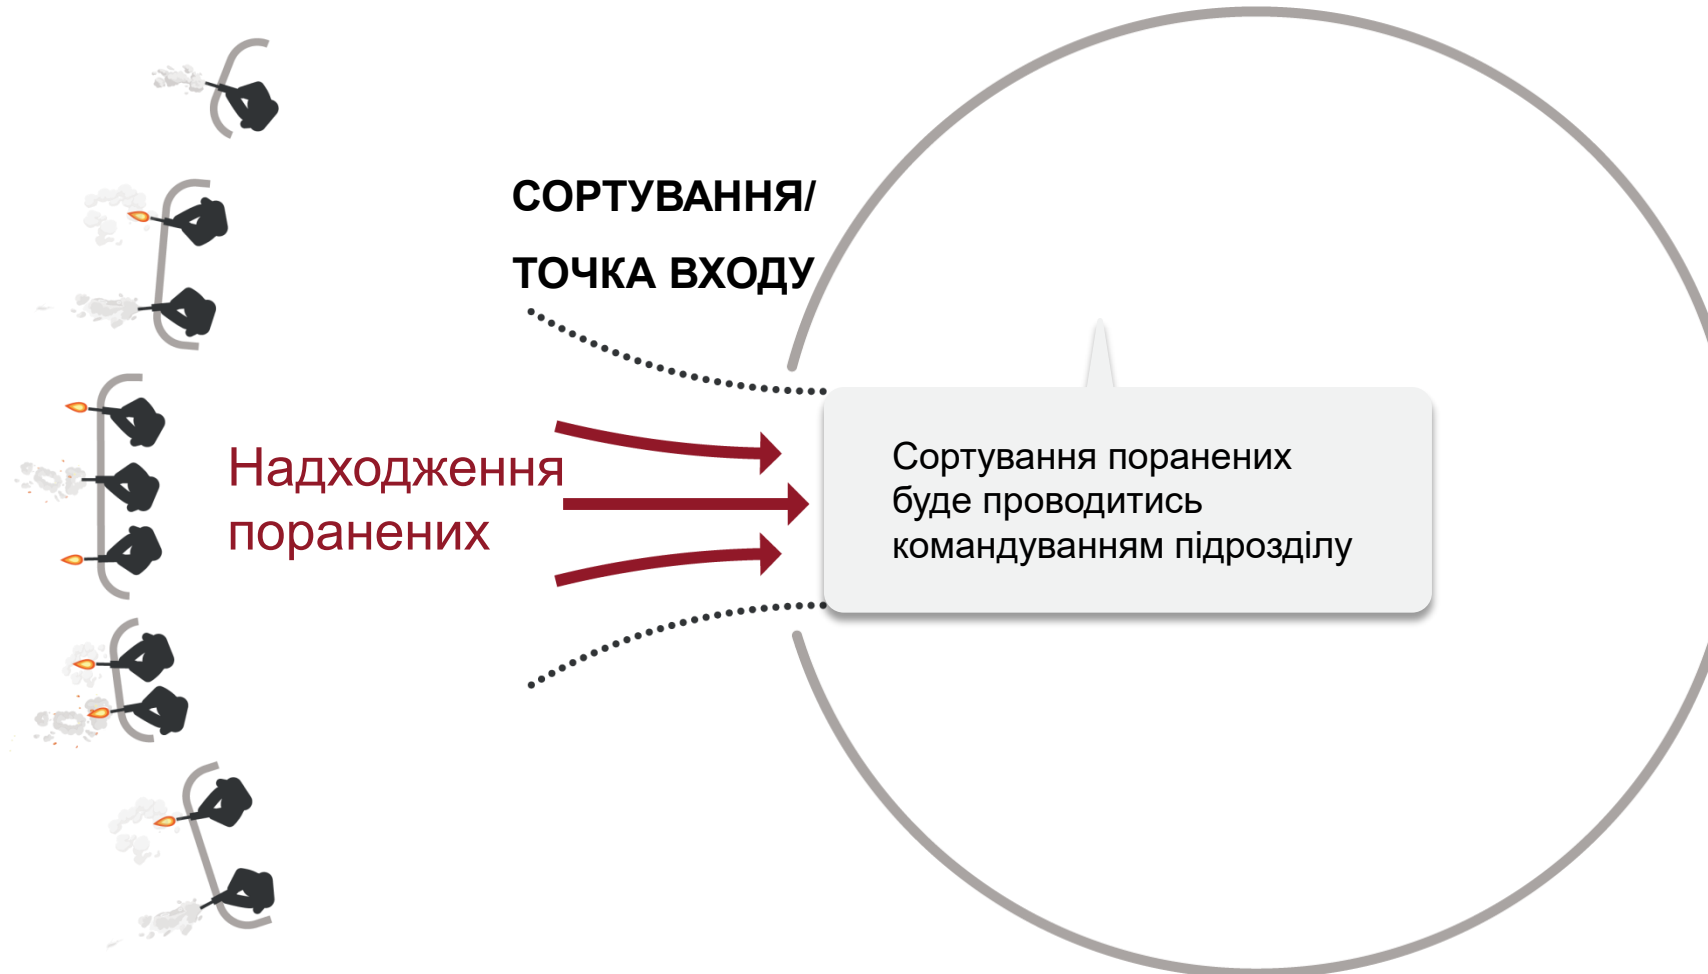 СОРТУВАННЯ/
ТОЧКА ВХОДУ
Надходження
поранених
Сортування поранених
буде проводитись
командуванням підрозділу